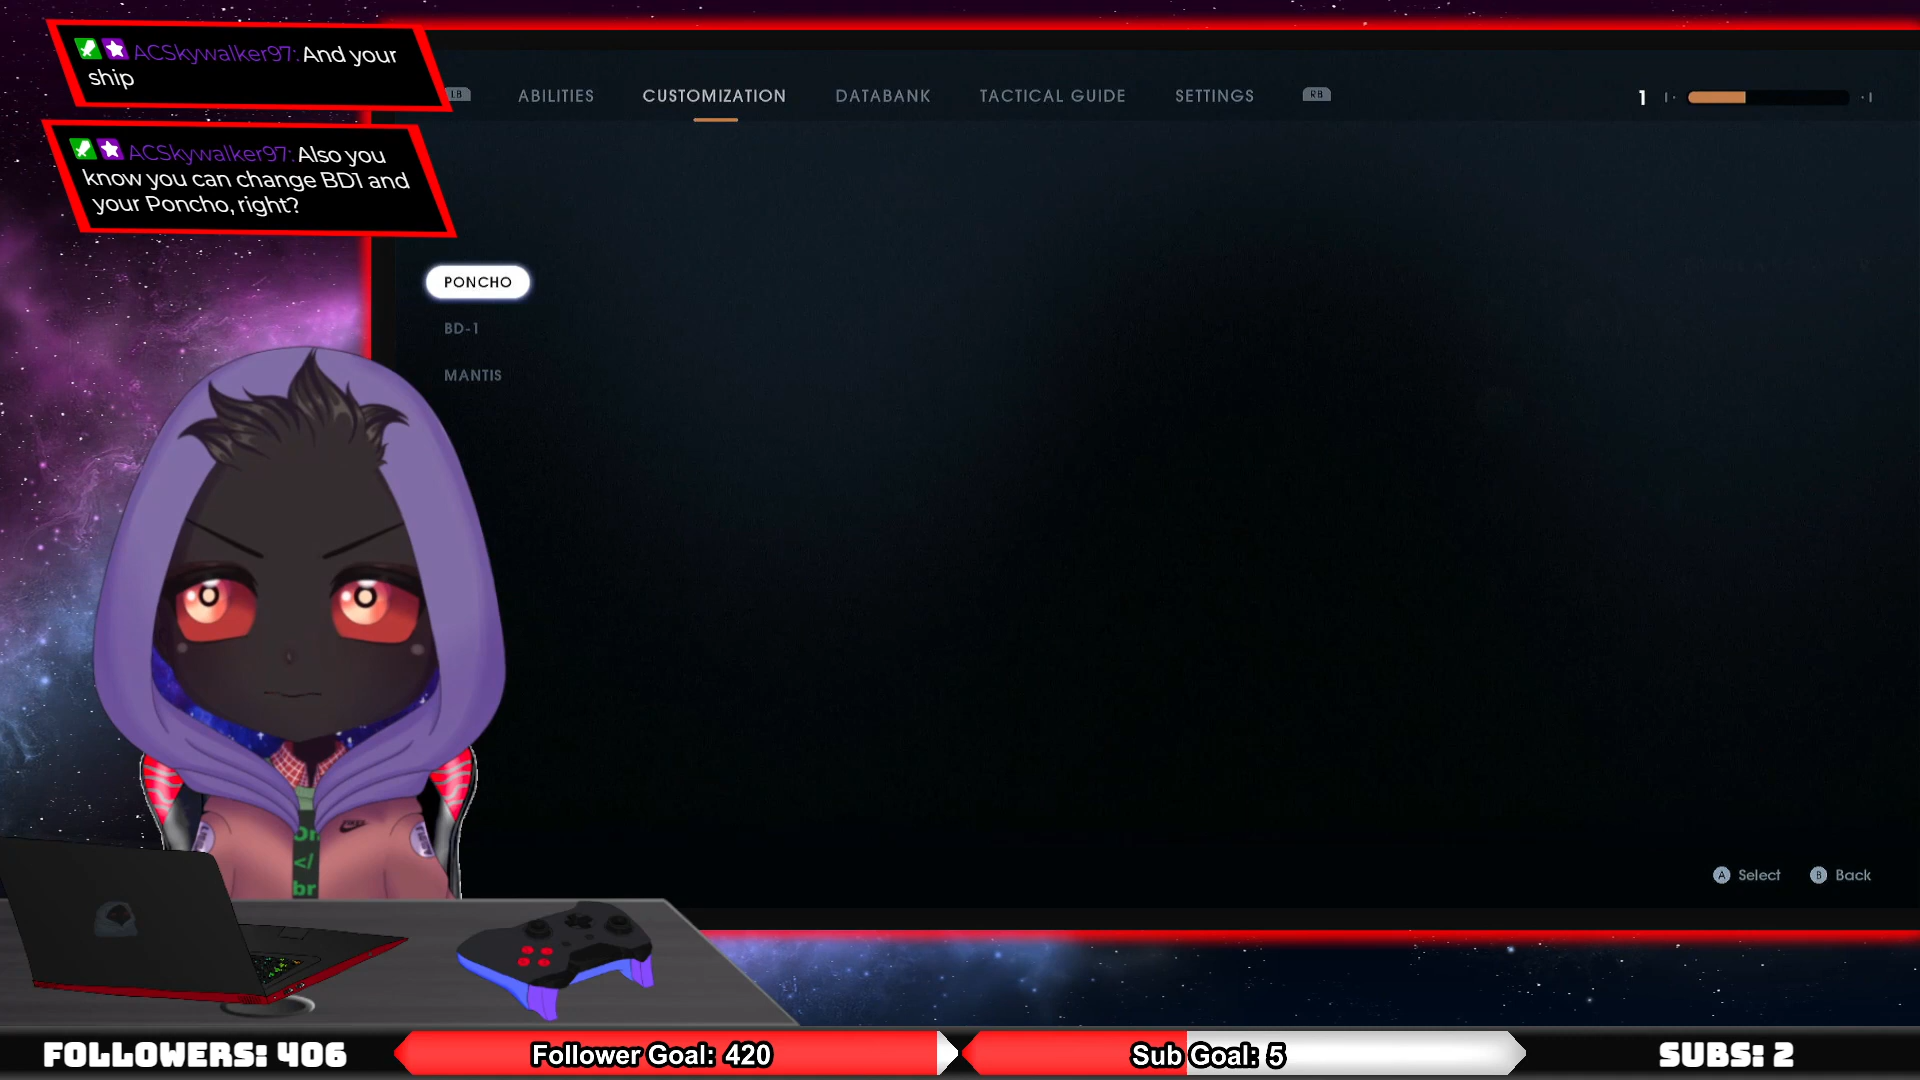 ACSkywalker97: And your
ship
ACSkywalker97: Also you
know you can change BD1 and
your Poncho, right?
LB
ABILITIES
CUSTOMIZATION
DATABANK
TACTICAL GUIDE
SETTINGS
RB
1
PONCHO
BD-1
MANTIS
</
br
A Select
B Back
FOLLOWERS: 406
Follower Goal: 420
Sub Goal: 5
SUBS: 2